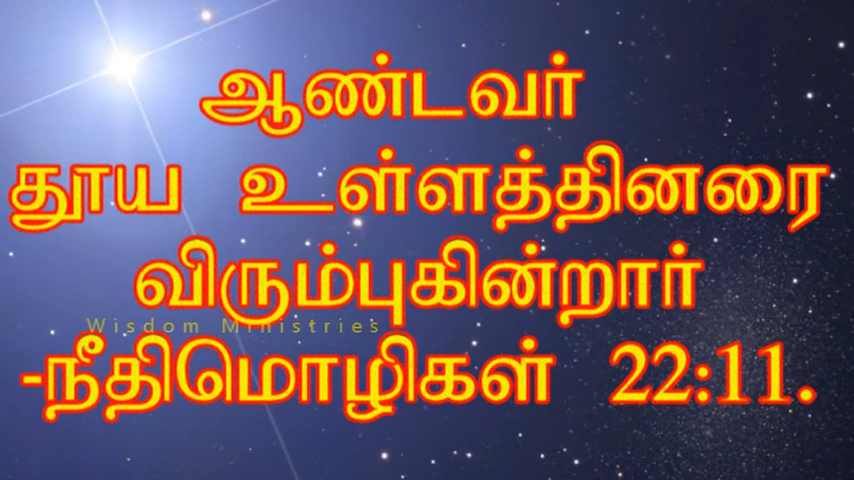 ஆண்டவர்
தூய உள்ளத்தினரை
விரும்புகின்றார்
Wisdom Ministries
-நீதிமொழிகள் 22:11.